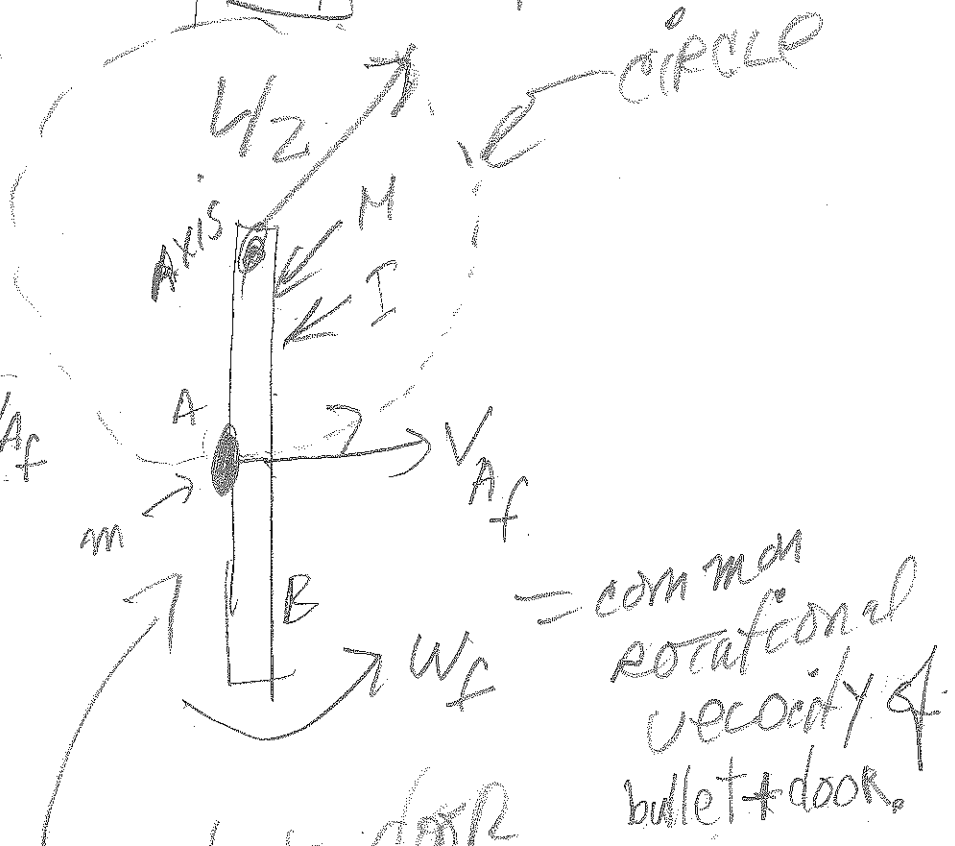 CIRCLE
L/2
M
AXIS
I
A
V_Af
m
B
W_f
= common
rotational
velocity of
bullet + door.
door